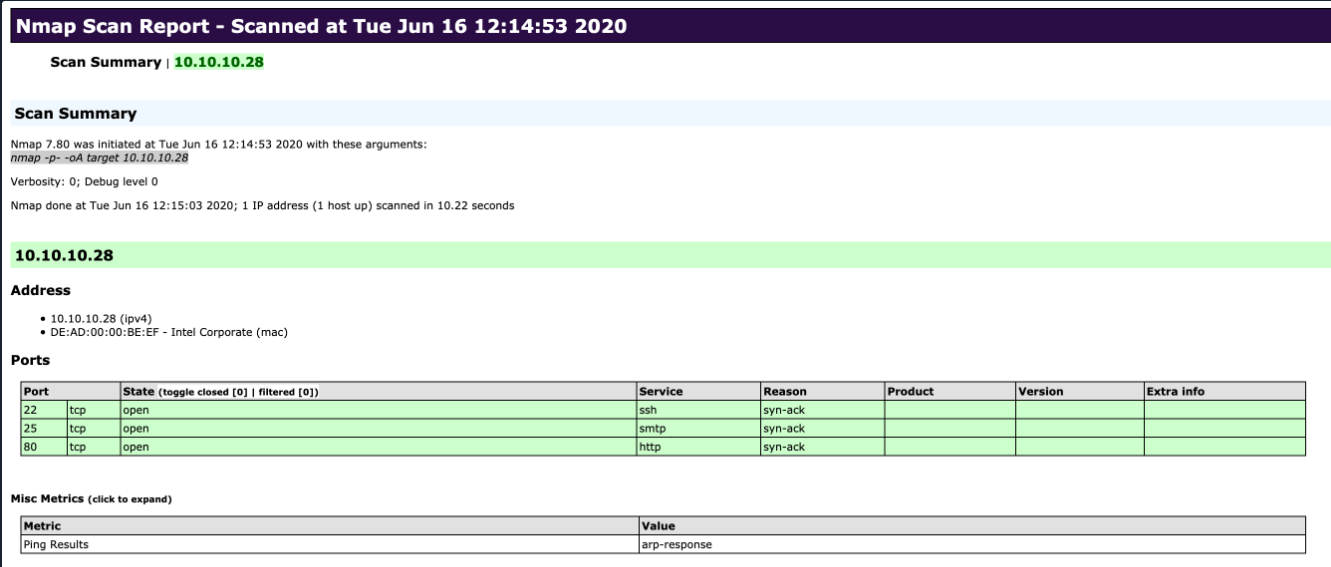 Nmap Scan Report - Scanned at Tue Jun 16 12:14:53 2020
Scan Summary | 10.10.10.28
Scan Summary
Nmap 7.80 was initiated at Tue Jun 16 12:14:53 2020 with these arguments:
nmap -p- -oA target 10.10.10.28
Verbosity: 0; Debug level 0
Nmap done at Tue Jun 16 12:15:03 2020; 1 IP address (1 host up) scanned in 10.22 seconds
10.10.10.28
Address
• 10.10.10.28 (ipv4)
• DE:AD:00:00:BE:EF - Intel Corporate (mac)
Ports
Port State (toggle closed [0] | filtered [0]) Service Reason Product Version Extra info
22 tcp open ssh syn-ack
25 tcp open smtp syn-ack
80 tcp open http syn-ack
Misc Metrics (click to expand)
Metric Value
Ping Results arp-response